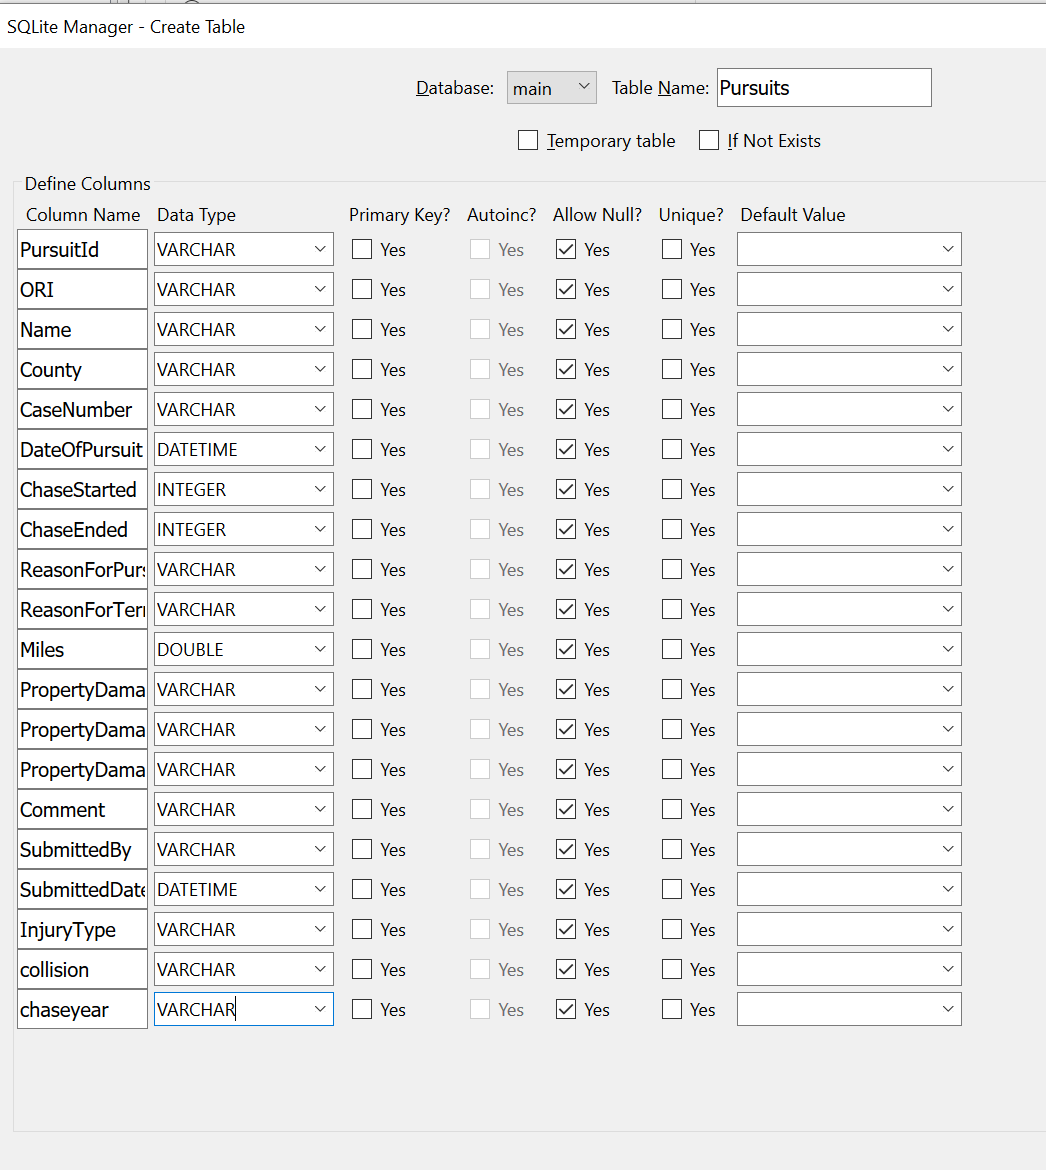 SQLite Manager - Create Table
Database: main Table Name: Pursuits
Temporary table If Not Exists
Define Columns
Column Name Data Type Primary Key? Autoinc? Allow Null? Unique? Default Value
PursuitId VARCHAR Yes Yes Yes Yes
ORI VARCHAR Yes Yes Yes Yes
Name VARCHAR Yes Yes Yes Yes
County VARCHAR Yes Yes Yes Yes
CaseNumber VARCHAR Yes Yes Yes Yes
DateOfPursuit DATETIME Yes Yes Yes Yes
ChaseStarted INTEGER Yes Yes Yes Yes
ChaseEnded INTEGER Yes Yes Yes Yes
ReasonForPurs VARCHAR Yes Yes Yes Yes
ReasonForTerr VARCHAR Yes Yes Yes Yes
Miles DOUBLE Yes Yes Yes Yes
PropertyDama VARCHAR Yes Yes Yes Yes
PropertyDama VARCHAR Yes Yes Yes Yes
PropertyDama VARCHAR Yes Yes Yes Yes
Comment VARCHAR Yes Yes Yes Yes
SubmittedBy VARCHAR Yes Yes Yes Yes
SubmittedDate DATETIME Yes Yes Yes Yes
InjuryType VARCHAR Yes Yes Yes Yes
collision VARCHAR Yes Yes Yes Yes
chaseyear VARCHAR Yes Yes Yes Yes